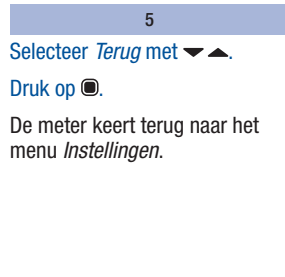 5
Selecteer Terug met
Druk op
De meter keert terug naar het
menu Instellingen.